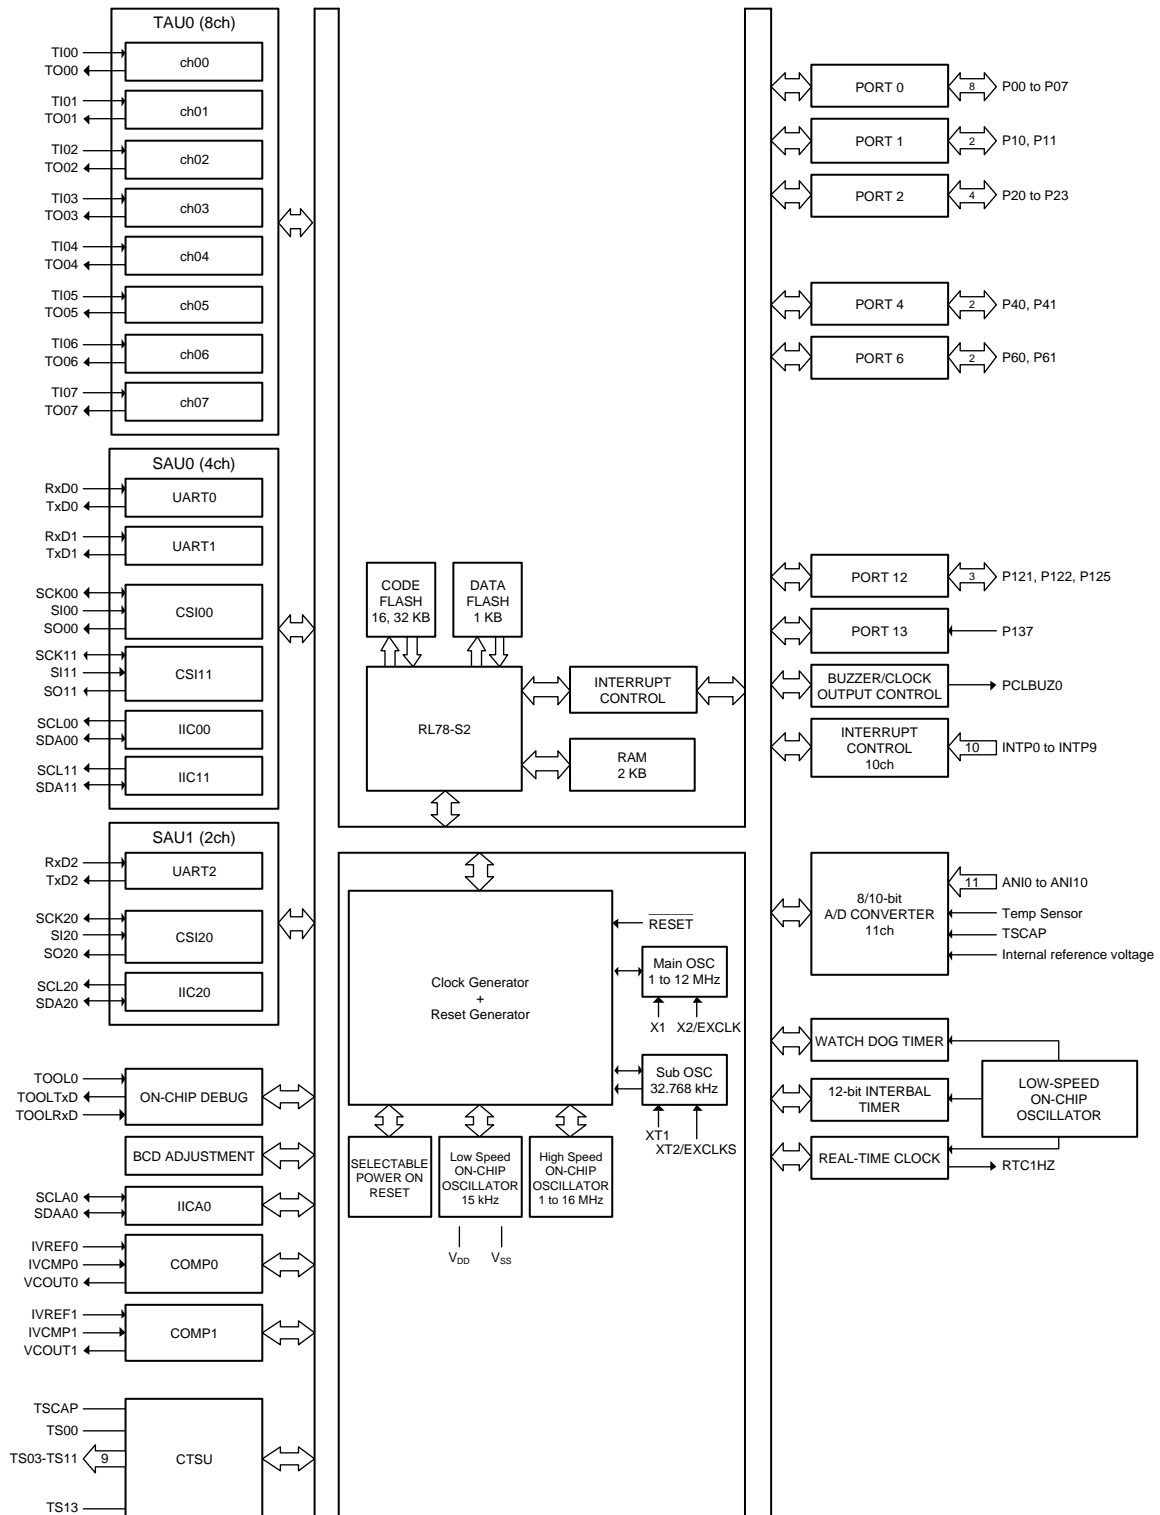 TAU0 (8ch)
TI00
TO00
ch00
TI01
TO01
ch01
TI02
TO02
ch02
TI03
TO03
ch03
TI04
TO04
ch04
TI05
TO05
ch05
TI06
TO06
ch06
TI07
TO07
ch07
SAU0 (4ch)
RxD0
TxD0
UART0
RxD1
TxD1
UART1
SCK00
SI00
SO00
CSI00
SCK11
SI11
SO11
CSI11
SCL00
SDA00
IIC00
SCL11
SDA11
IIC11
SAU1 (2ch)
RxD2
TxD2
UART2
SCK20
SI20
SO20
CSI20
SCL20
SDA20
IIC20
TOOL0
TOOLTxD
TOOLRxD
ON-CHIP DEBUG
BCD ADJUSTMENT
SCLA0
SDAA0
IICA0
IVREF0
IVCMP0
VCOUT0
COMP0
IVREF1
IVCMP1
VCOUT1
COMP1
TSCAP
TS00
TS03-TS11
9
TS13
CTSU
CODE
FLASH
16, 32 KB
DATA
FLASH
1 KB
RL78-S2
INTERRUPT
CONTROL
RAM
2 KB
Clock Generator
+
Reset Generator
RESET
Main OSC
1 to 12 MHz
X1
X2/EXCLK
Sub OSC
32.768 kHz
XT1
XT2/EXCLKS
SELECTABLE
POWER ON
RESET
Low Speed
ON-CHIP
OSCILLATOR
15 kHz
High Speed
ON-CHIP
OSCILLATOR
1 to 16 MHz
VDD
VSS
PORT 0
8
P00 to P07
PORT 1
2
P10, P11
PORT 2
4
P20 to P23
PORT 4
2
P40, P41
PORT 6
2
P60, P61
PORT 12
3
P121, P122, P125
PORT 13
P137
BUZZER/CLOCK
OUTPUT CONTROL
PCLBUZ0
INTERRUPT
CONTROL
10ch
10
INTP0 to INTP9
8/10-bit
A/D CONVERTER
11ch
11
ANI0 to ANI10
Temp Sensor
TSCAP
Internal reference voltage
WATCH DOG TIMER
12-bit INTERBAL
TIMER
REAL-TIME CLOCK
LOW-SPEED
ON-CHIP
OSCILLATOR
RTC1HZ